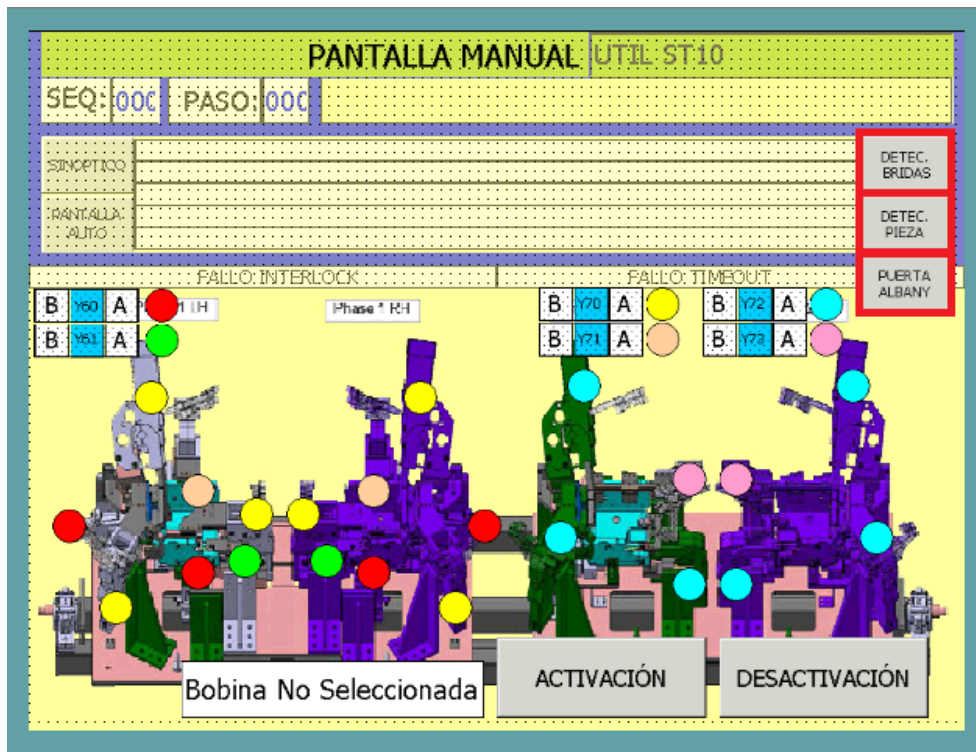 PANTALLA MANUAL UTIL ST10
SEQ: 000 PASO: 000
SINOPTICO
DETEC.
BRIDAS
PANTALLA
AUTO
DETEC.
PIEZA
FALLO INTERLOCK FALLO TIMEOUT
PUERTA
ALBANY
B Y60 A LH Phase 1 RH B Y70 A B Y72 A
B Y61 A B Y71 A B Y73 A
Bobina No Seleccionada ACTIVACIÓN DESACTIVACIÓN